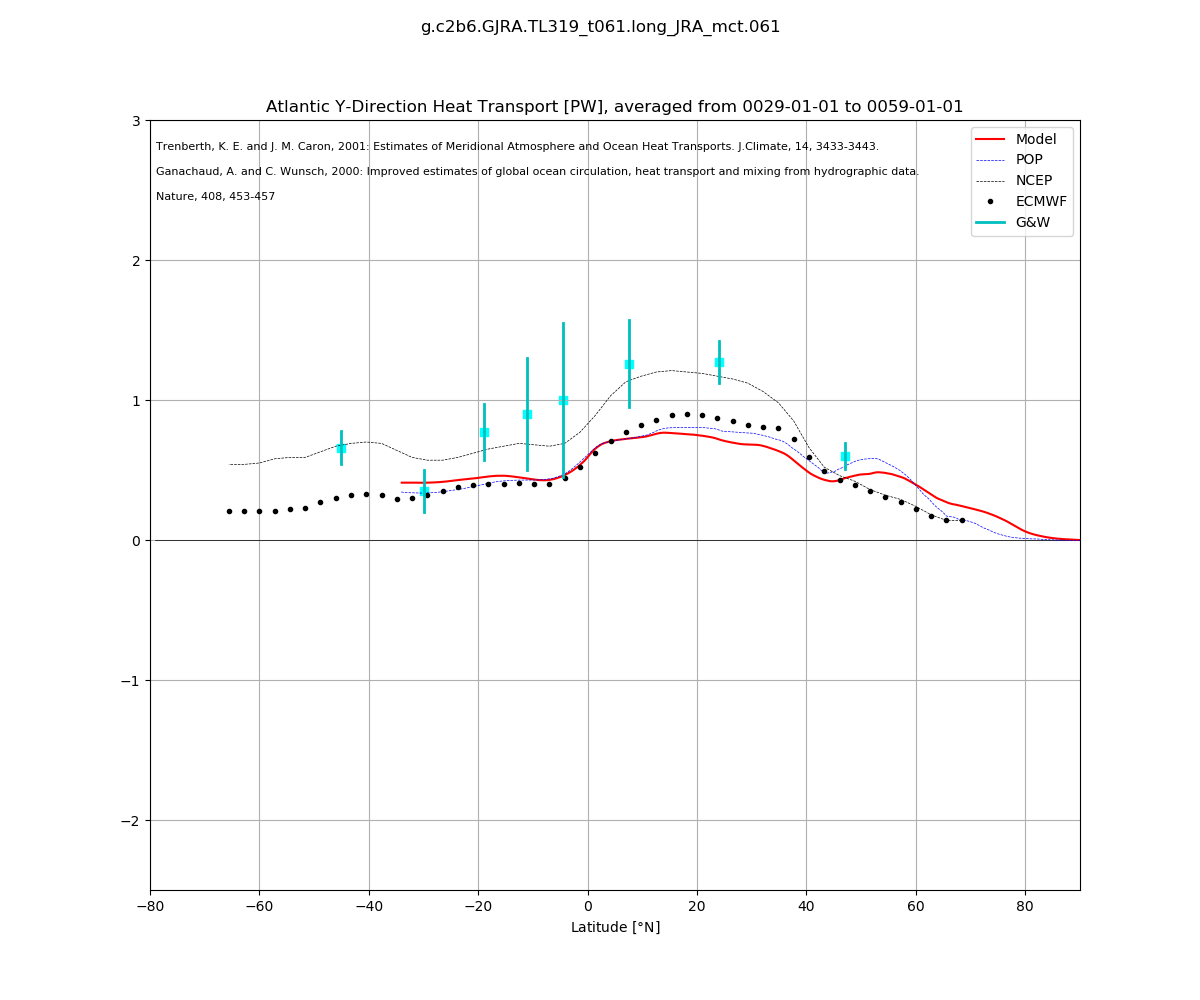 g.c2b6.GJRA.TL319_t061.long_JRA_mct.061
Atlantic Y-Direction Heat Transport [PW], averaged from 0029-01-01 to 0059-01-01
Trenberth, K. E. and J. M. Caron, 2001: Estimates of Meridional Atmosphere and Ocean Heat Transports. J.Climate, 14, 3433-3443.
Ganachaud, A. and C. Wunsch, 2000: Improved estimates of global ocean circulation, heat transport and mixing from hydrographic data.
Nature, 408, 453-457
Model
POP
NCEP
ECMWF
G&W
3
2
1
0
−1
−2
−80 −60 −40 −20 0 20 40 60 80
Latitude [°N]